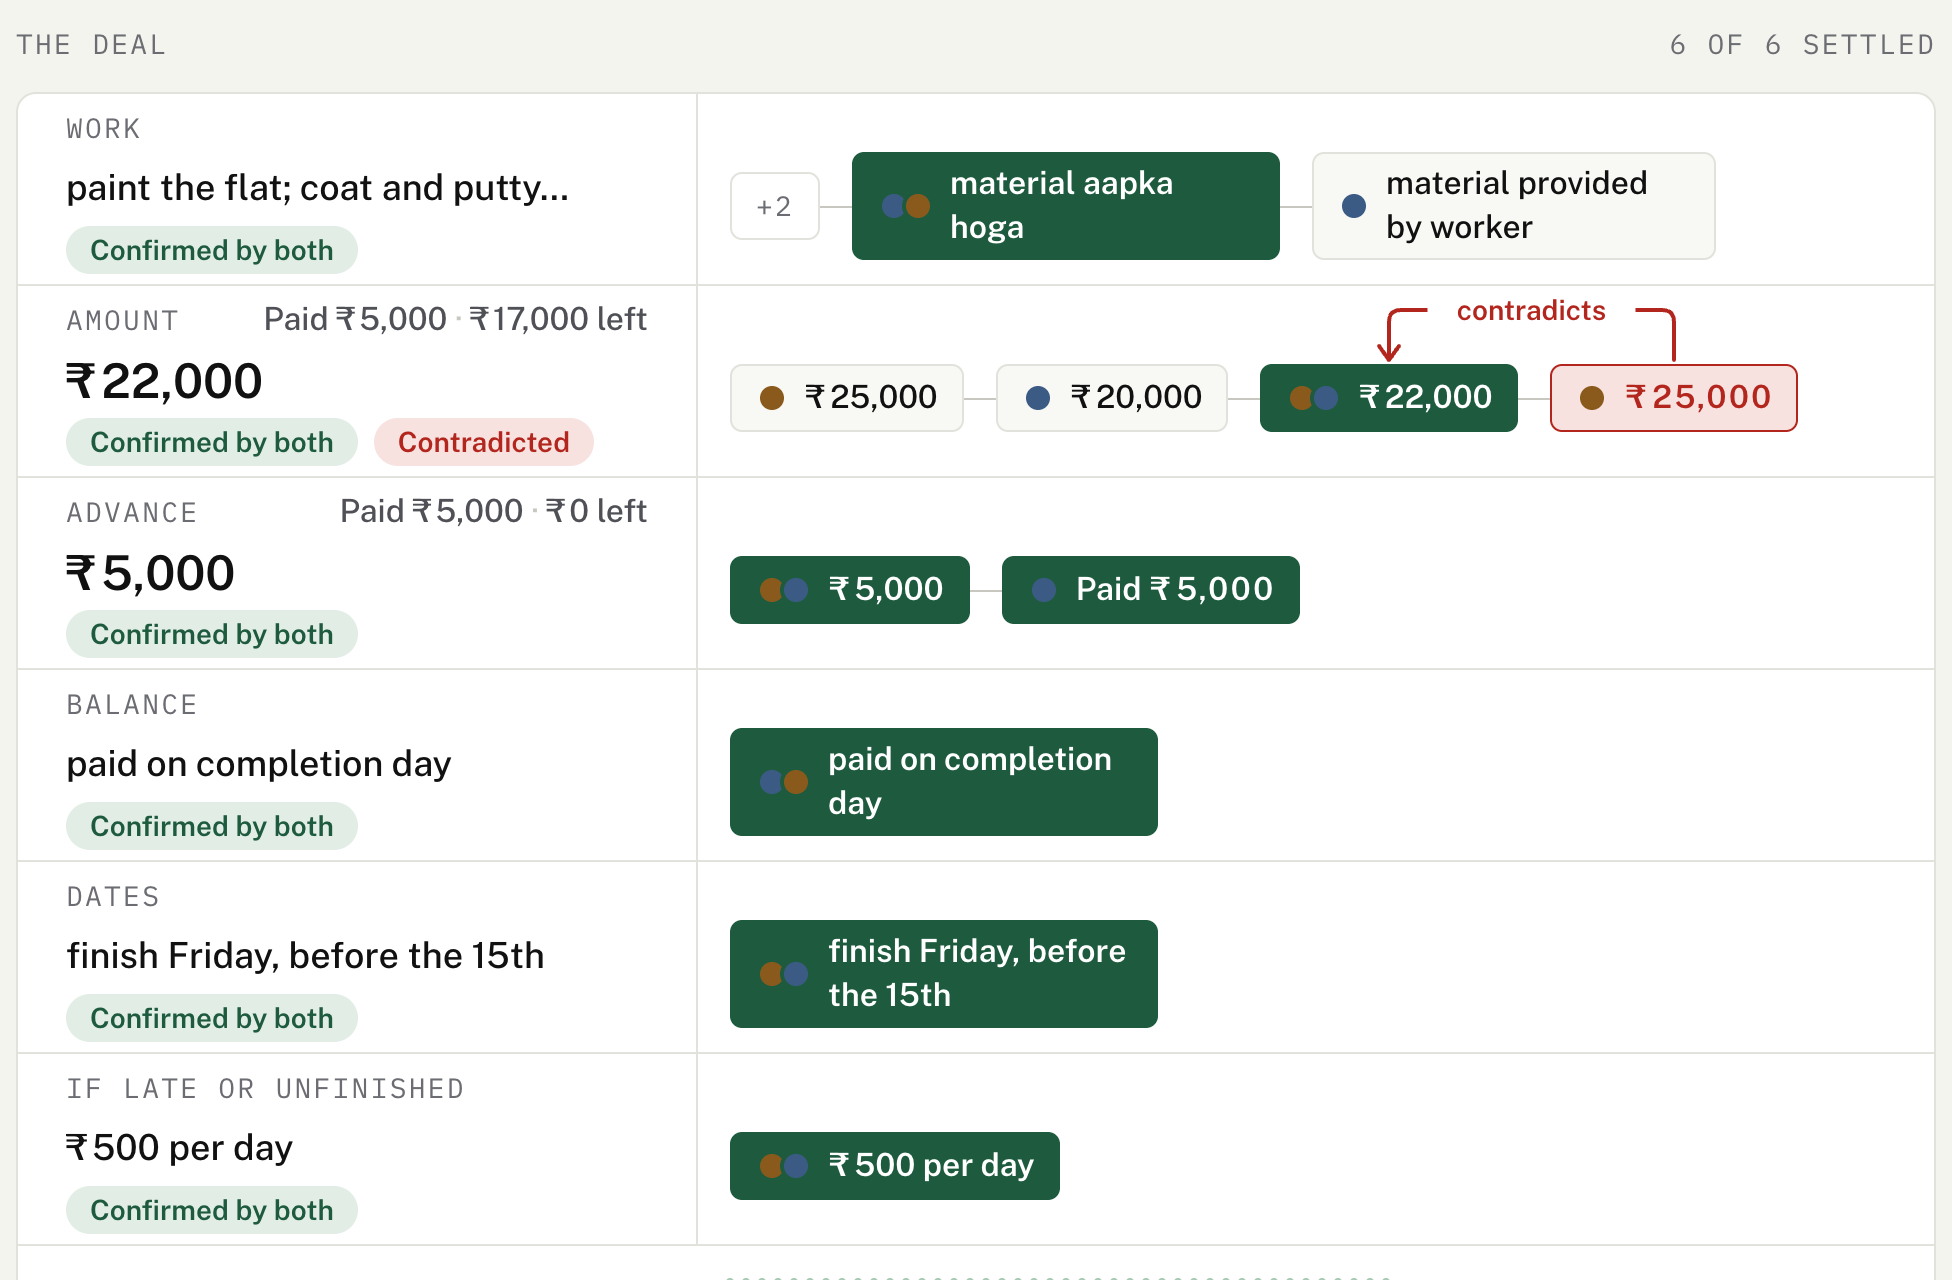 THE DEAL
6 OF 6 SETTLED
WORK
paint the flat; coat and putty...
Confirmed by both
+2
material aapka
hoga
material provided
by worker
AMOUNT
Paid ₹5,000 · ₹17,000 left
₹22,000
Confirmed by both
Contradicted
contradicts
₹25,000
₹20,000
₹22,000
₹25,000
ADVANCE
Paid ₹5,000 · ₹0 left
₹5,000
Confirmed by both
₹5,000
Paid ₹5,000
BALANCE
paid on completion day
Confirmed by both
paid on completion
day
DATES
finish Friday, before the 15th
Confirmed by both
finish Friday, before
the 15th
IF LATE OR UNFINISHED
₹500 per day
Confirmed by both
₹500 per day